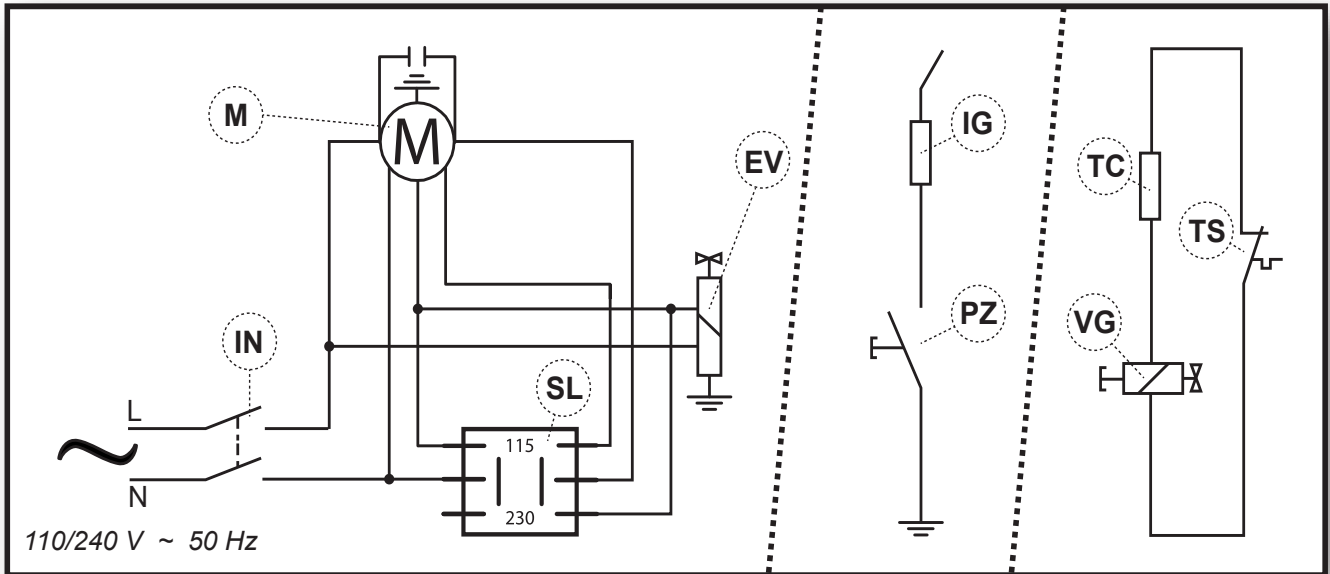 M
M
EV
IG
TC
TS
PZ
VG
IN
SL
L
115
N
230
110/240 V ~ 50 Hz